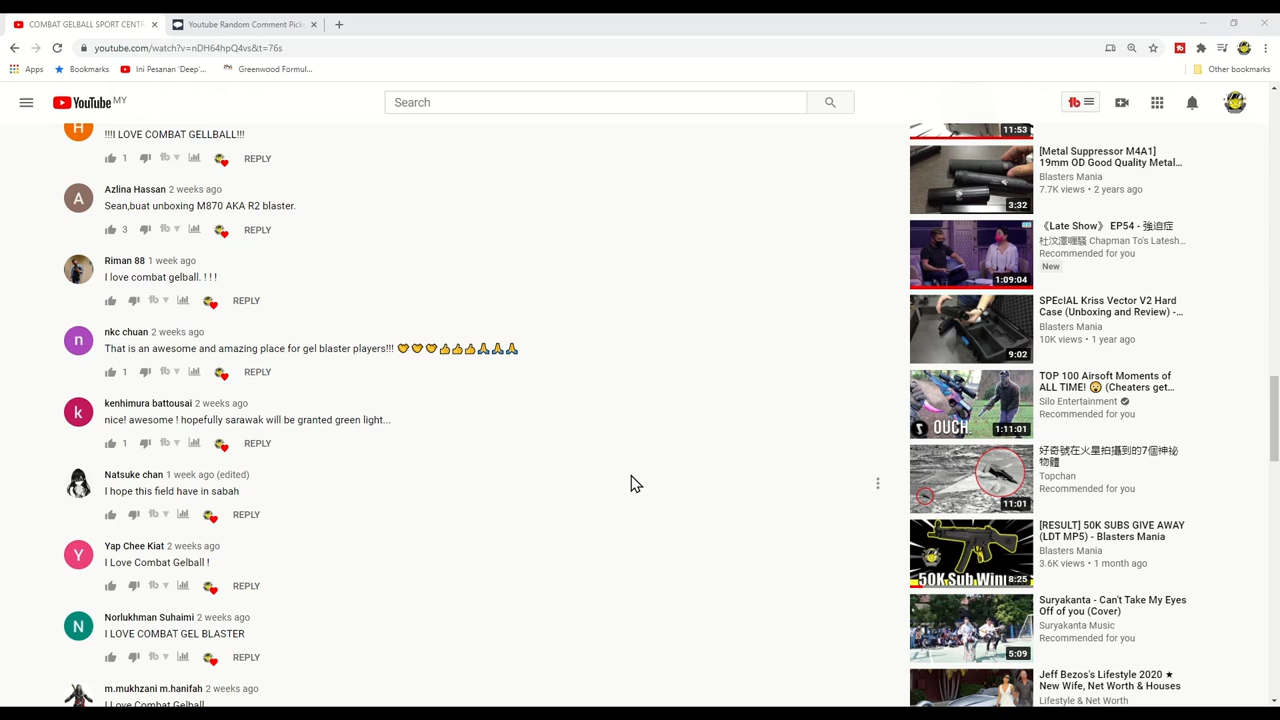 COMBAT GELBALL SPORT CENTR
Youtube Random Comment Pick
youtube.com/watch?v=nDH64hpQ4vs&t=76s
Apps
Bookmarks
Ini Pesanan 'Deep'...
Greenwood Formul...
Other bookmarks
YouTube MY
Search
H
!!!I LOVE COMBAT GELLBALL!!!
1
REPLY
A
Azlina Hassan 2 weeks ago
Sean,buat unboxing M870 AKA R2 blaster.
3
REPLY
Riman 88 1 week ago
I love combat gelball. ! ! !
REPLY
n
nkc chuan 2 weeks ago
That is an awesome and amazing place for gel blaster players!!! 
1
REPLY
k
kenhimura battousai 2 weeks ago
nice! awesome ! hopefully sarawak will be granted green light...
1
REPLY
Natsuke chan 1 week ago (edited)
I hope this field have in sabah
REPLY
Y
Yap Chee Kiat 2 weeks ago
I Love Combat Gelball !
REPLY
N
Norlukhman Suhaimi 2 weeks ago
I LOVE COMBAT GEL BLASTER
REPLY
m.mukhzani m.hanifah 2 weeks ago
I Love Combat Gelball
11:53
[Metal Suppressor M4A1]
19mm OD Good Quality Metal...
Blasters Mania
7.7K views • 2 years ago
3:32
《Late Show》 EP54 - 強迫症
杜汶澤喱騷 Chapman To's Latesh...
Recommended for you
New
1:09:04
SPEcIAL Kriss Vector V2 Hard
Case (Unboxing and Review) -...
Blasters Mania
10K views • 1 year ago
9:02
TOP 100 Airsoft Moments of
ALL TIME! 😲 (Cheaters get...
Silo Entertainment
Recommended for you
OUCH.
1:11:01
好奇號在火星拍攝到的7個神祕
物體
Topchan
Recommended for you
11:01
[RESULT] 50K SUBS GIVE AWAY
(LDT MP5) - Blasters Mania
Blasters Mania
3.6K views • 1 month ago
50K Sub Win
8:25
Suryakanta - Can't Take My Eyes
Off of you (Cover)
Suryakanta Music
Recommended for you
5:09
Jeff Bezos's Lifestyle 2020 ★
New Wife, Net Worth & Houses
Lifestyle & Net Worth